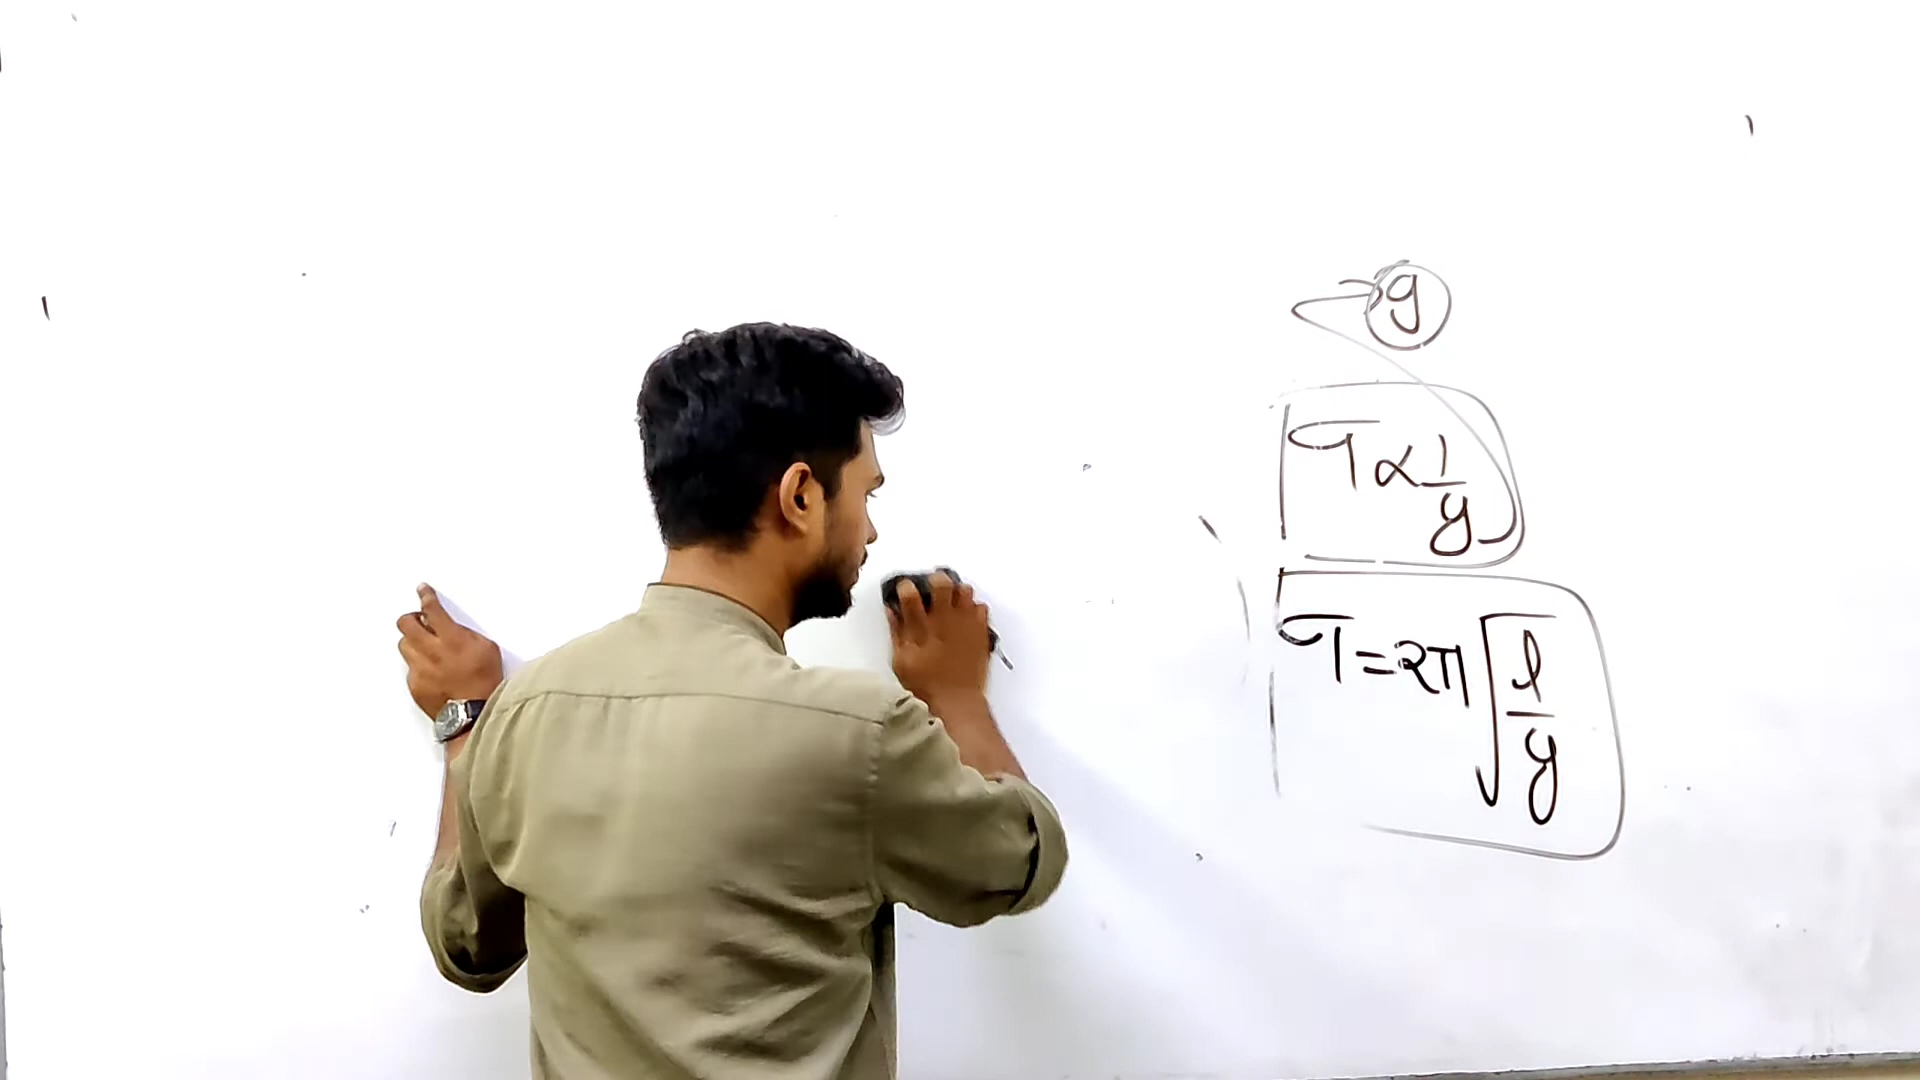 g
T ∝ 1/g
T = 2π √(l/g)